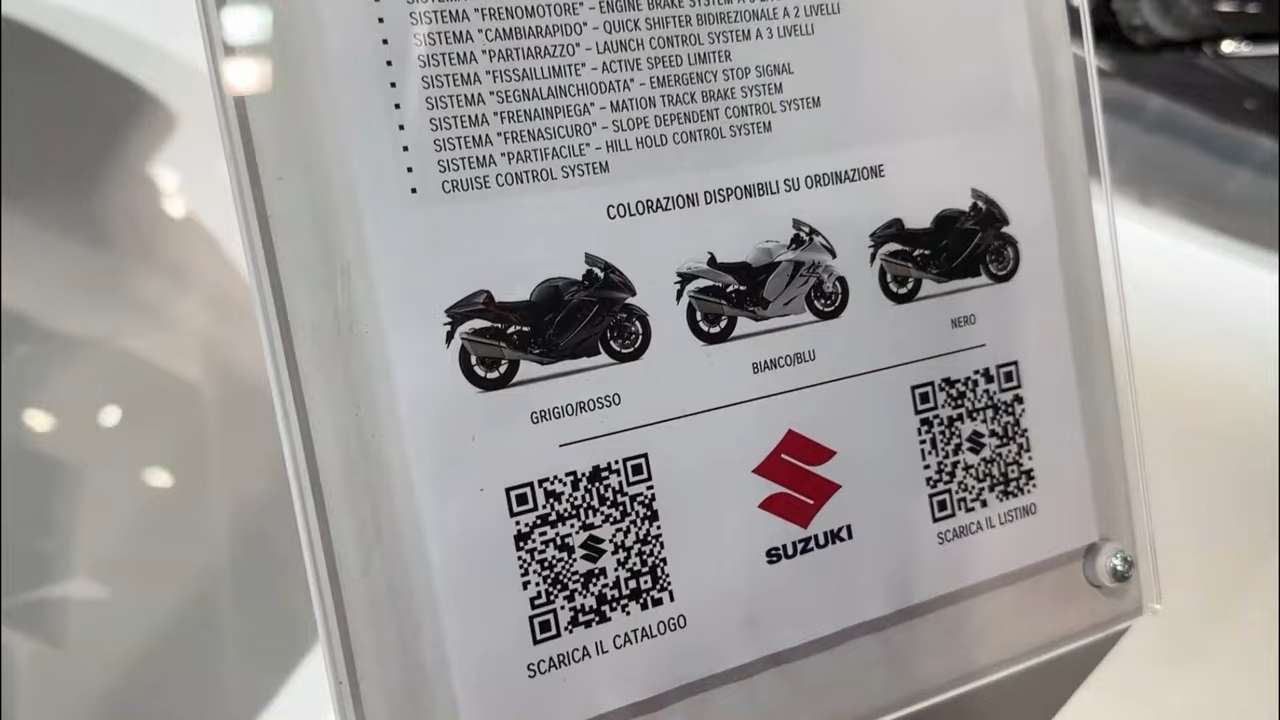 SISTEMA "FRENOMOTORE" – ENGINE BRAKE SYSTEM A 3
SISTEMA "CAMBIARAPIDO" – QUICK SHIFTER BIDIREZIONALE A 2 LIVELLI
SISTEMA "PARTIARAZZO" – LAUNCH CONTROL SYSTEM A 3 LIVELLI
SISTEMA "FISSAILLIMITE" – ACTIVE SPEED LIMITER
SISTEMA "SEGNALAINCHIODATA" – EMERGENCY STOP SIGNAL
SISTEMA "FRENAINPIEGA" – MATION TRACK BRAKE SYSTEM
SISTEMA "FRENASICURO" – SLOPE DEPENDENT CONTROL SYSTEM
SISTEMA "PARTIFACILE" – HILL HOLD CONTROL SYSTEM
CRUISE CONTROL SYSTEM
COLORAZIONI DISPONIBILI SU ORDINAZIONE
GRIGIO/ROSSO
BIANCO/BLU
NERO
SCARICA IL CATALOGO
SUZUKI
SCARICA IL LISTINO